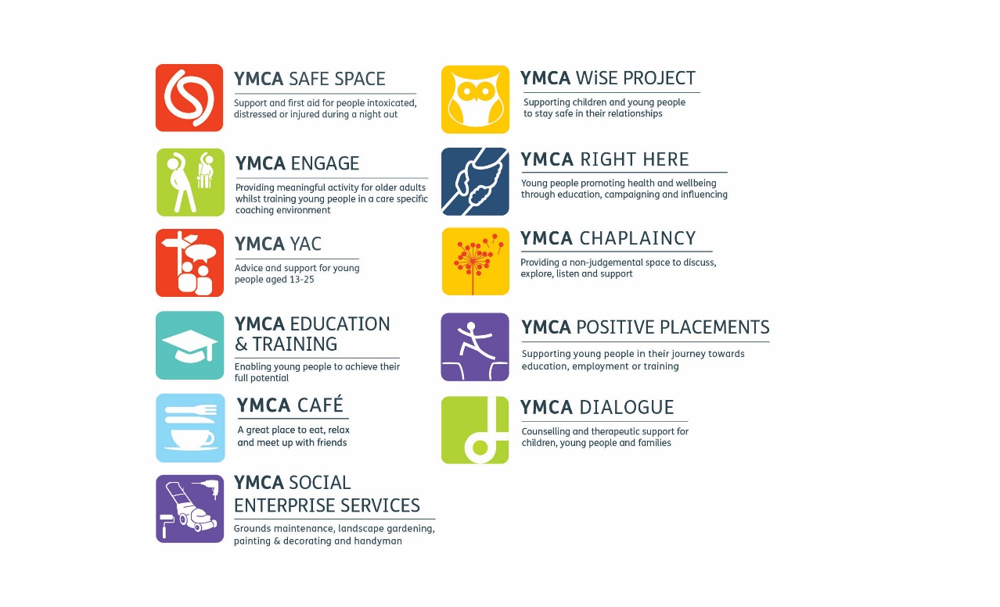 YMCA SAFE SPACE
Support and first aid for people intoxicated,
distressed or injured during a night out
YMCA ENGAGE
Providing meaningful activity for older adults
whilst training young people in a care specific
coaching environment
YMCA YAC
Advice and support for young
people aged 13-25
YMCA EDUCATION
& TRAINING
Enabling young people to achieve their
full potential
YMCA CAFÉ
A great place to eat, relax
and meet up with friends
YMCA SOCIAL
ENTERPRISE SERVICES
Grounds maintenance, landscape gardening,
painting & decorating and handyman
YMCA WiSE PROJECT
Supporting children and young people
to stay safe in their relationships
YMCA RIGHT HERE
Young people promoting health and wellbeing
through education, campaigning and influencing
YMCA CHAPLAINCY
Providing a non-judgemental space to discuss,
explore, listen and support
YMCA POSITIVE PLACEMENTS
Supporting young people in their journey towards
education, employment or training
YMCA DIALOGUE
Counselling and therapeutic support for
children, young people and families